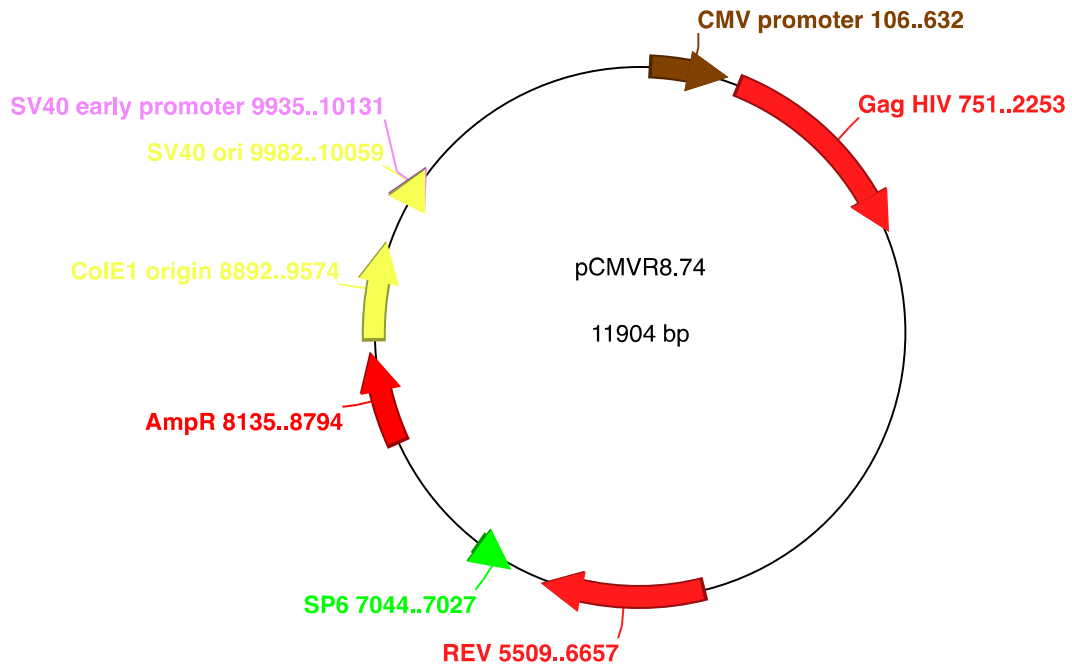 CMV promoter 106..632
SV40 early promoter 9935..10131
Gag HIV 751..2253
SV40 ori 9982..10059
pCMVR8.74
ColE1 origin 8892..9574
11904 bp
AmpR 8135..8794
SP6 7044..7027
REV 5509..6657